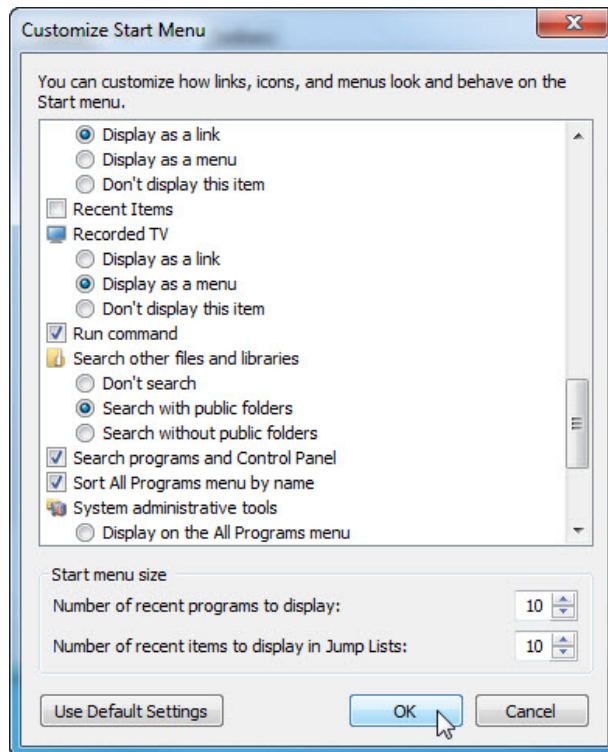 Customize Start Menu
You can customize how links, icons, and menus look and behave on the
Start menu.
Display as a link
Display as a menu
Don't display this item
Recent Items
Recorded TV
Display as a link
Display as a menu
Don't display this item
Run command
Search other files and libraries
Don't search
Search with public folders
Search without public folders
Search programs and Control Panel
Sort All Programs menu by name
System administrative tools
Display on the All Programs menu
Start menu size
Number of recent programs to display: 10
Number of recent items to display in Jump Lists: 10
Use Default Settings OK Cancel